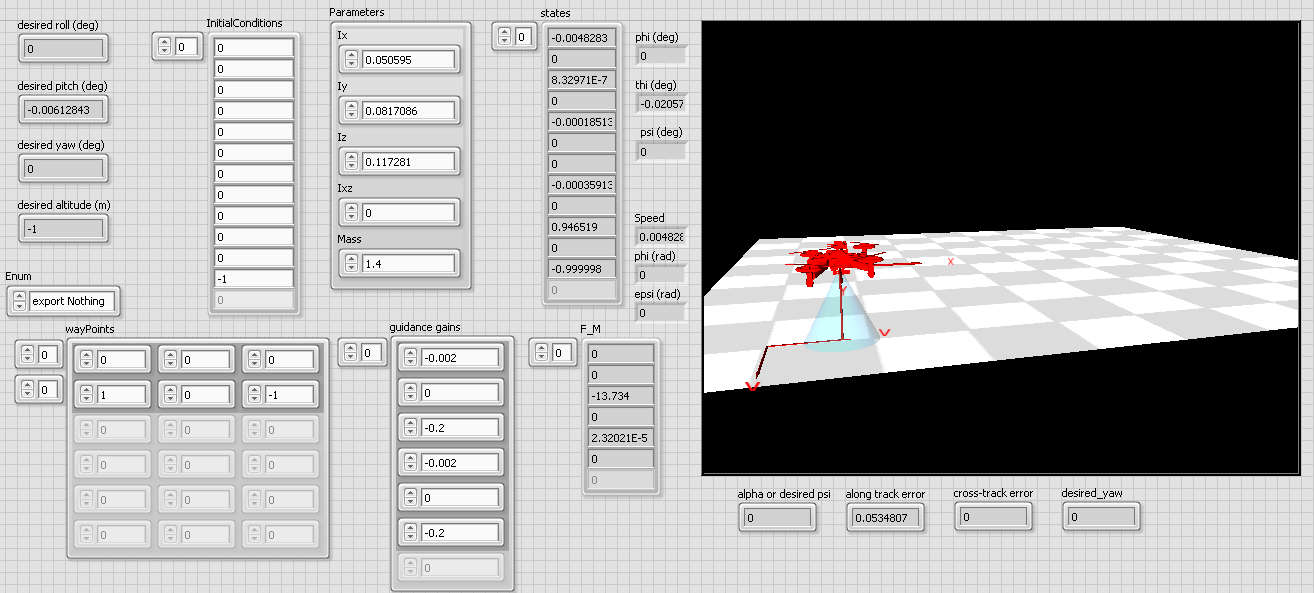 desired roll (deg)
0
desired pitch (deg)
-0.00612843
desired yaw (deg)
0
desired altitude (m)
-1
Enum
export Nothing
InitialConditions
0
0
0
0
0
0
0
0
0
0
0
0
-1
0
Parameters
Ix
0.050595
Iy
0.0817086
Iz
0.117281
Ixz
0
Mass
1.4
states
0
-0.0048283
0
8.32971E-7
0
-0.00018513
0
0
-0.00035913
0
0.946519
0
-0.999998
0
phi (deg)
0
thi (deg)
-0.02057
psi (deg)
0
Speed
0.004828
phi (rad)
0
epsi (rad)
0
X
Y
V
V
wayPoints
0
0
0 0 0
1 0 -1
0 0 0
0 0 0
0 0 0
0 0 0
guidance gains
0
-0.002
0
-0.2
-0.002
0
-0.2
0
F_M
0
0
0
-13.734
0
2.32021E-5
0
0
alpha or desired psi
0
along track error
0.0534807
cross-track error
0
desired_yaw
0